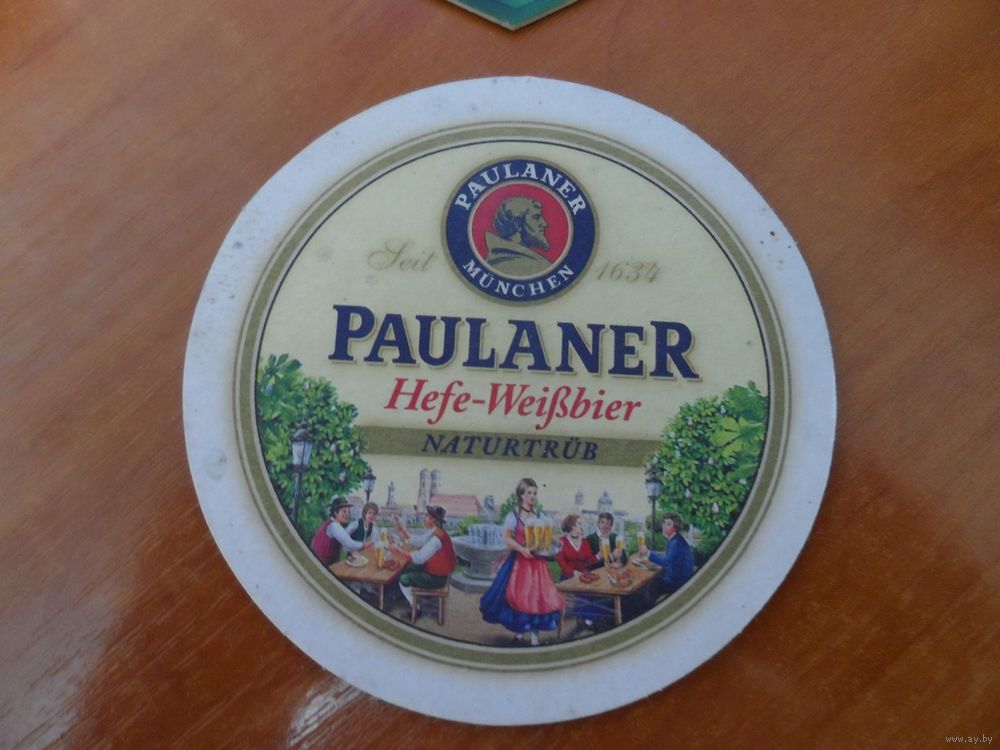 PAULANER
MÜNCHEN
Seit 1634
PAULANER
Hefe-Weißbier
NATURTRÜB
www.ay.by